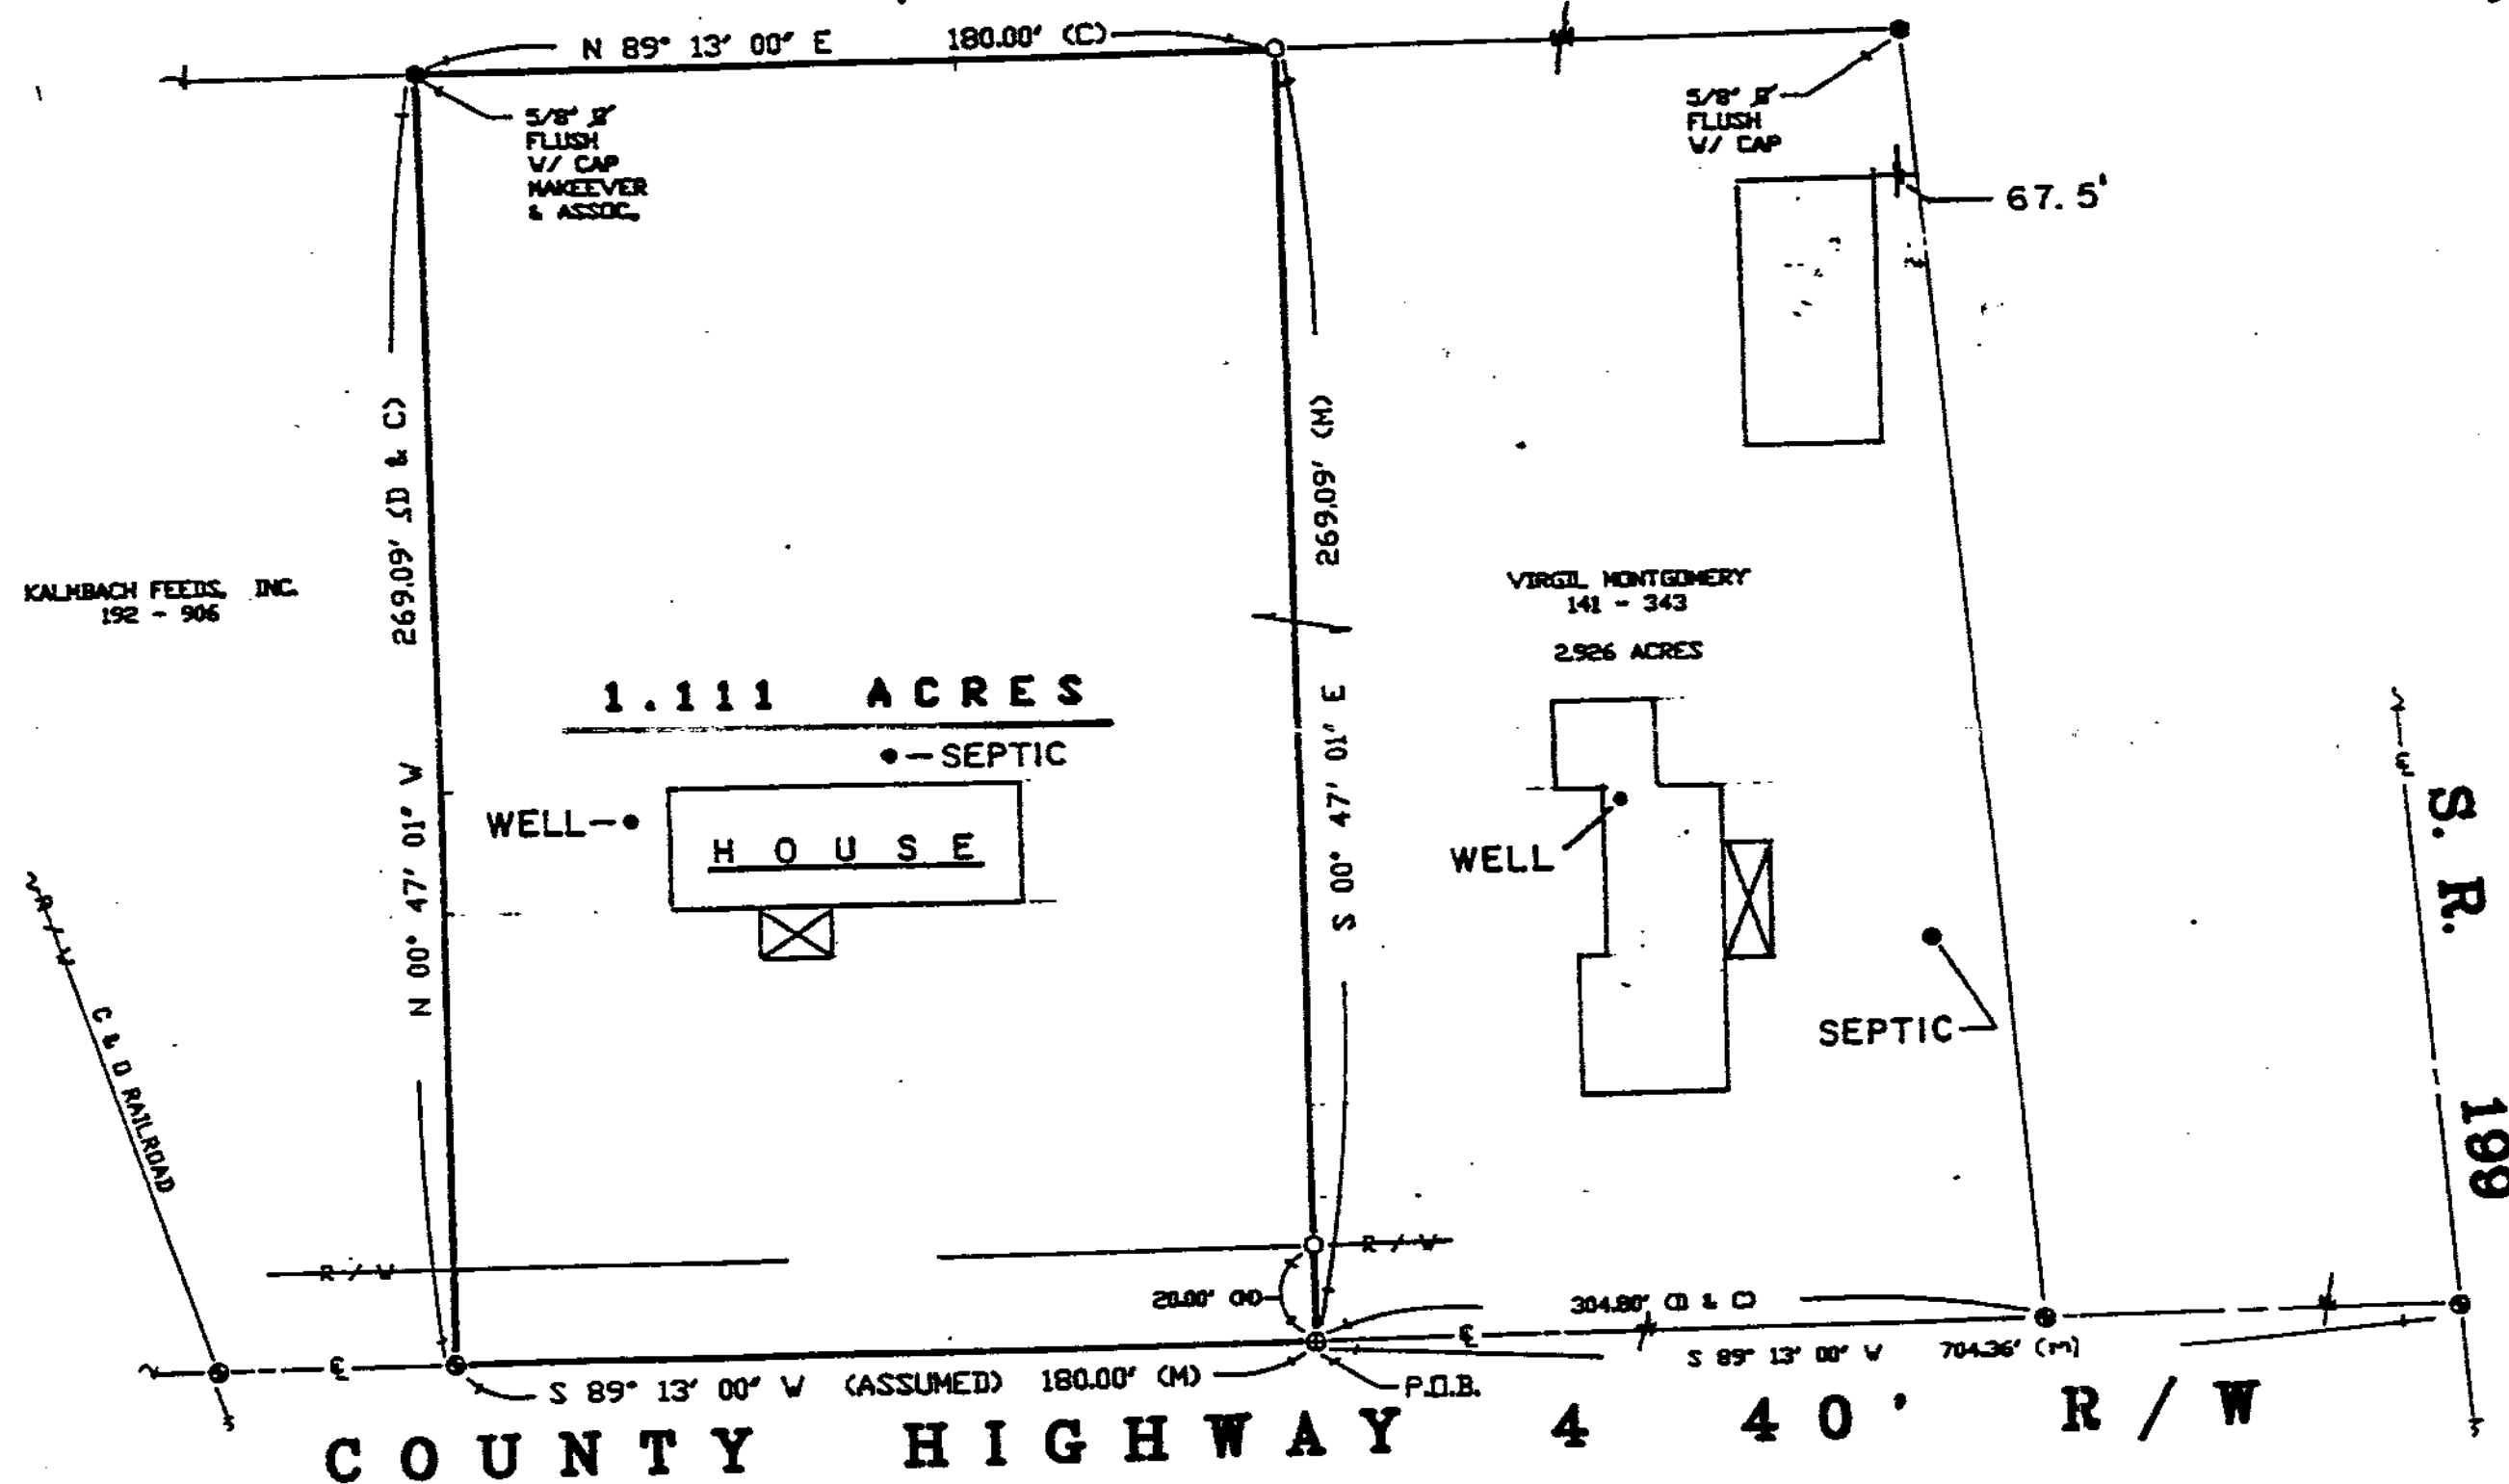 N 89° 13' 00" E 180.00' (C)
5/8" Ø
FLUSH
W/ CAP
MAKEEVER
& ASSOC.
5/8" Ø
FLUSH
W/ CAP
67.5'
269.09' (D & C)
N 00° 47' 01" W
269.09' (M)
S 00° 47' 01" E
KALMBACH FEEDS, INC.
192 - 906
VIRGIL MONTGOMERY
141 - 343
2.926 ACRES
1.111 ACRES
SEPTIC
WELL
HOUSE
WELL
SEPTIC
S. R. 199
C & O RAILROAD
R / W
R / W
20.00' (M)
304.80' (D & C)
S 89° 13' 00" W 704.36' (m)
S 89° 13' 00" W (ASSUMED) 180.00' (M)
P.O.B.
COUNTY HIGHWAY 4 40' R/W